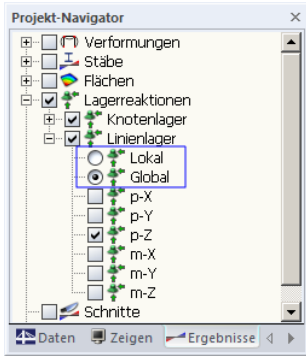 Projekt-Navigator
Verformungen
Stäbe
Flächen
Lagerreaktionen
Knotenlager
Linienlager
Lokal
Global
p-X
p-Y
p-Z
m-X
m-Y
m-Z
Schnitte
Daten Zeigen Ergebnisse